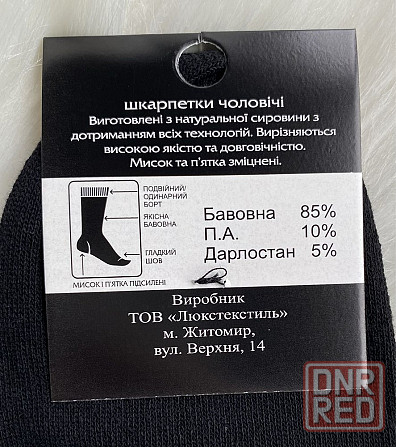 шкарпетки чоловічі
Виготовлені з натуральної сировини з
дотриманням всіх технологій. Вирізняються
високою якістю та довговічністю.
Мисок та п'ятка зміцнені.
ПОДВІЙНИЙ/
ОДИНАРНИЙ
БОРТ
ЯКІСНА
БАВОВНА
ГЛАДКИЙ
ШОВ
МИСОК І П'ЯТКА ПІДСИЛЕНІ
Бавовна 85%
П.А. 10%
Дарлостан 5%
Виробник
ТОВ «Люкстекстиль»
м. Житомир,
вул. Верхня, 14
DNR
RED